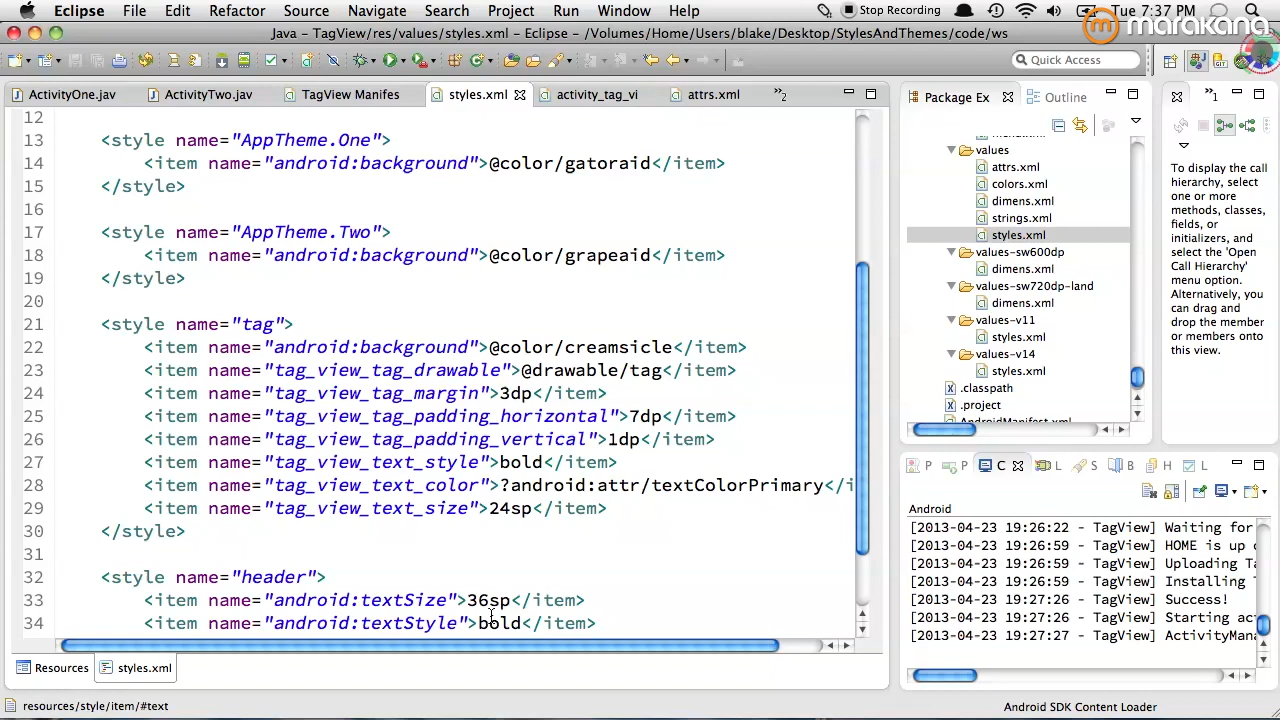 Eclipse File Edit Refactor Source Navigate Search Project Run Window Help Stop Recording Tue 7:37 PM
marakana
Java - TagView/res/values/styles.xml - Eclipse - /Volumes/Home/Users/blake/Desktop/StylesAndThemes/code/ws
Quick Access
ActivityOne.jav ActivityTwo.jav TagView Manifes styles.xml activity_tag_vi attrs.xml »2
12
13 <style name="AppTheme.One">
14 <item name="android:background">@color/gatoraid</item>
15 </style>
16
17 <style name="AppTheme.Two">
18 <item name="android:background">@color/grapeaid</item>
19 </style>
20
21 <style name="tag">
22 <item name="android:background">@color/creamsicle</item>
23 <item name="tag_view_tag_drawable">@drawable/tag</item>
24 <item name="tag_view_tag_margin">3dp</item>
25 <item name="tag_view_tag_padding_horizontal">7dp</item>
26 <item name="tag_view_tag_padding_vertical">1dp</item>
27 <item name="tag_view_text_style">bold</item>
28 <item name="tag_view_text_color">?android:attr/textColorPrimary</i
29 <item name="tag_view_text_size">24sp</item>
30 </style>
31
32 <style name="header">
33 <item name="android:textSize">36sp</item>
34 <item name="android:textStyle">bold</item>
Resources styles.xml
resources/style/item/#text
Package Ex Outline
values
attrs.xml
colors.xml
dimens.xml
strings.xml
styles.xml
values-sw600dp
dimens.xml
values-sw720dp-land
dimens.xml
values-v11
styles.xml
values-v14
styles.xml
.classpath
.project
AndroidManifest.xml
»1
To display the call
hierarchy, select
one or more
methods, classes,
fields, or
initializers, and
select the 'Open
Call Hierarchy'
menu option.
Alternatively, you
can drag and
drop the member
or members onto
this view.
P P C L S B H L
Android
[2013-04-23 19:26:22 - TagView] Waiting for
[2013-04-23 19:26:59 - TagView] HOME is up
[2013-04-23 19:26:59 - TagView] Uploading T
[2013-04-23 19:26:59 - TagView] Installing
[2013-04-23 19:27:26 - TagView] Success!
[2013-04-23 19:27:26 - TagView] Starting ac
[2013-04-23 19:27:27 - TagView] ActivityMana
Android SDK Content Loader